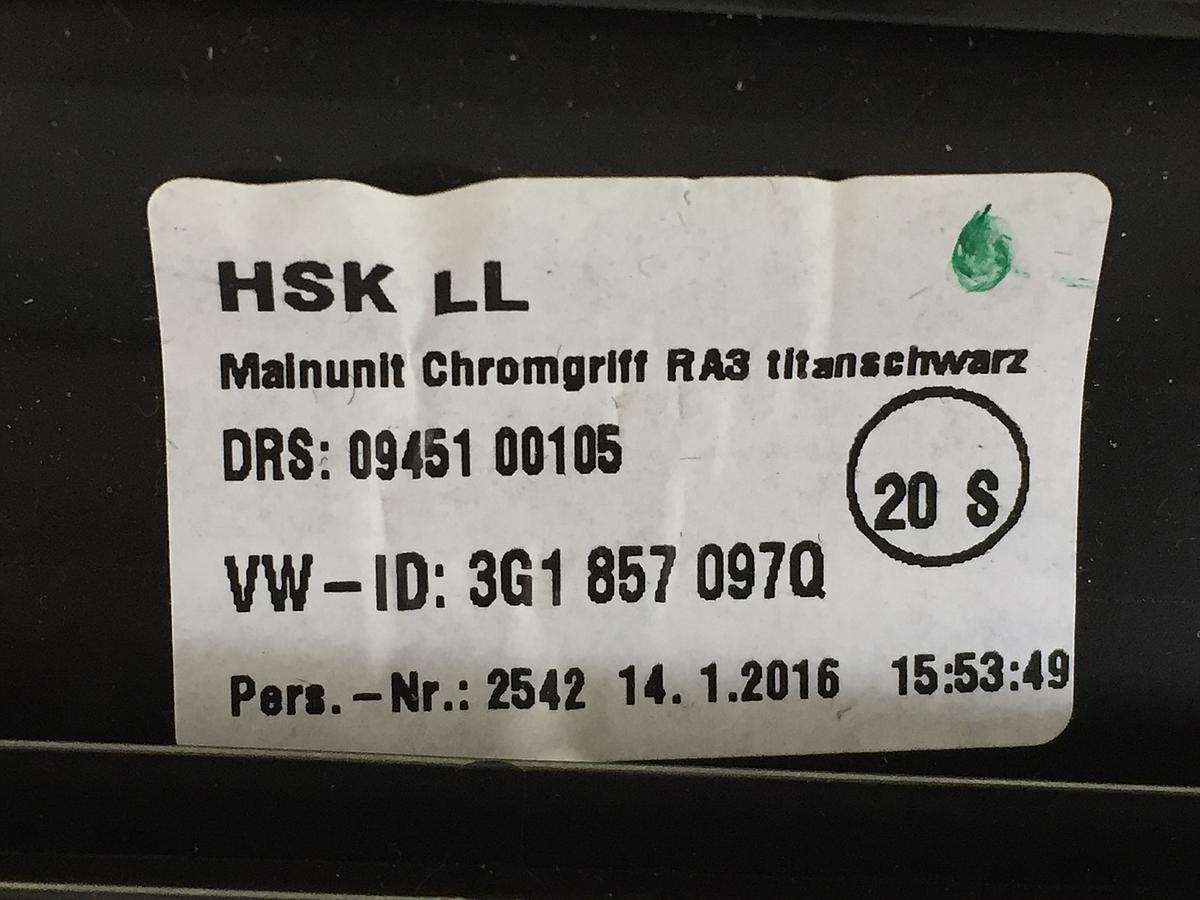 HSK LL
Mainunit Chromgriff RA3 titanschwarz
DRS: 09451 00105
20 S
VW-ID: 3G1 857 097Q
Pers.-Nr.: 2542 14. 1.2016 15:53:49